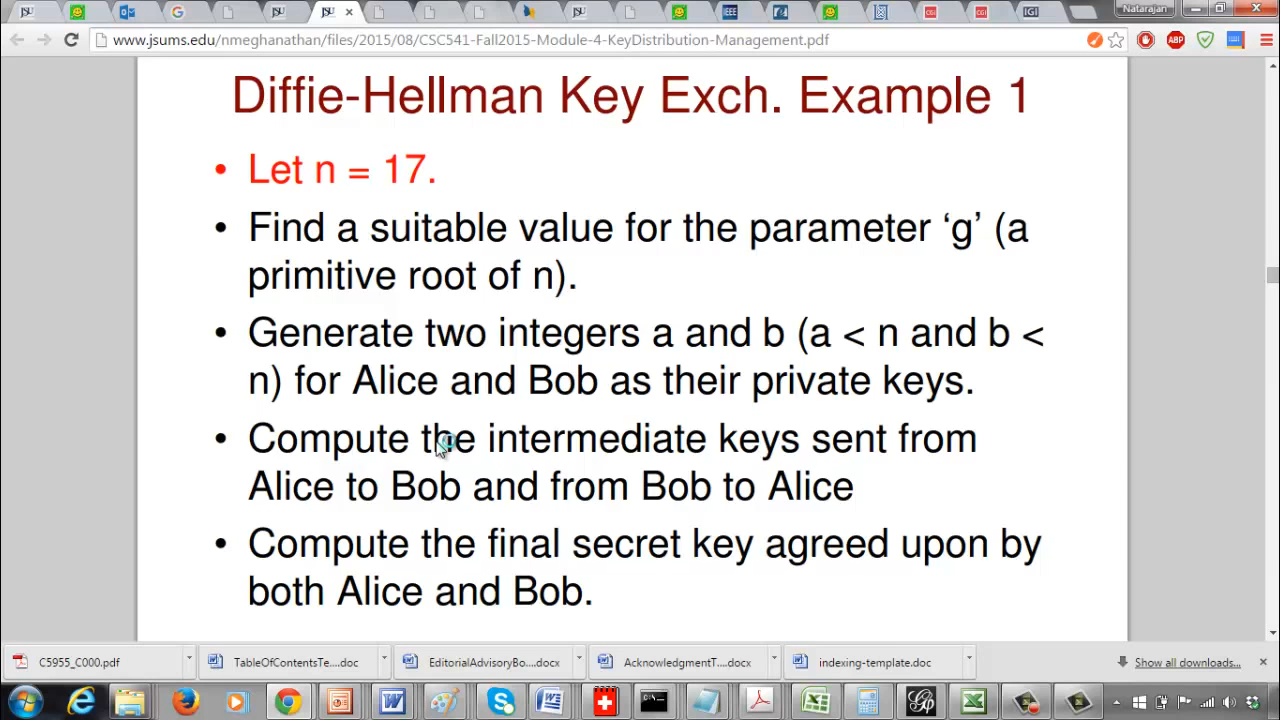 Natarajan
www.jsums.edu/nmeghanathan/files/2015/08/CSC541-Fall2015-Module-4-KeyDistribution-Management.pdf
Diffie-Hellman Key Exch. Example 1
• Let n = 17.
• Find a suitable value for the parameter ‘g’ (a
primitive root of n).
• Generate two integers a and b (a < n and b <
n) for Alice and Bob as their private keys.
• Compute the intermediate keys sent from
Alice to Bob and from Bob to Alice
• Compute the final secret key agreed upon by
both Alice and Bob.
C5955_C000.pdf
TableOfContentsTe....doc
EditorialAdvisoryBo....docx
AcknowledgmentT....docx
indexing-template.doc
Show all downloads...